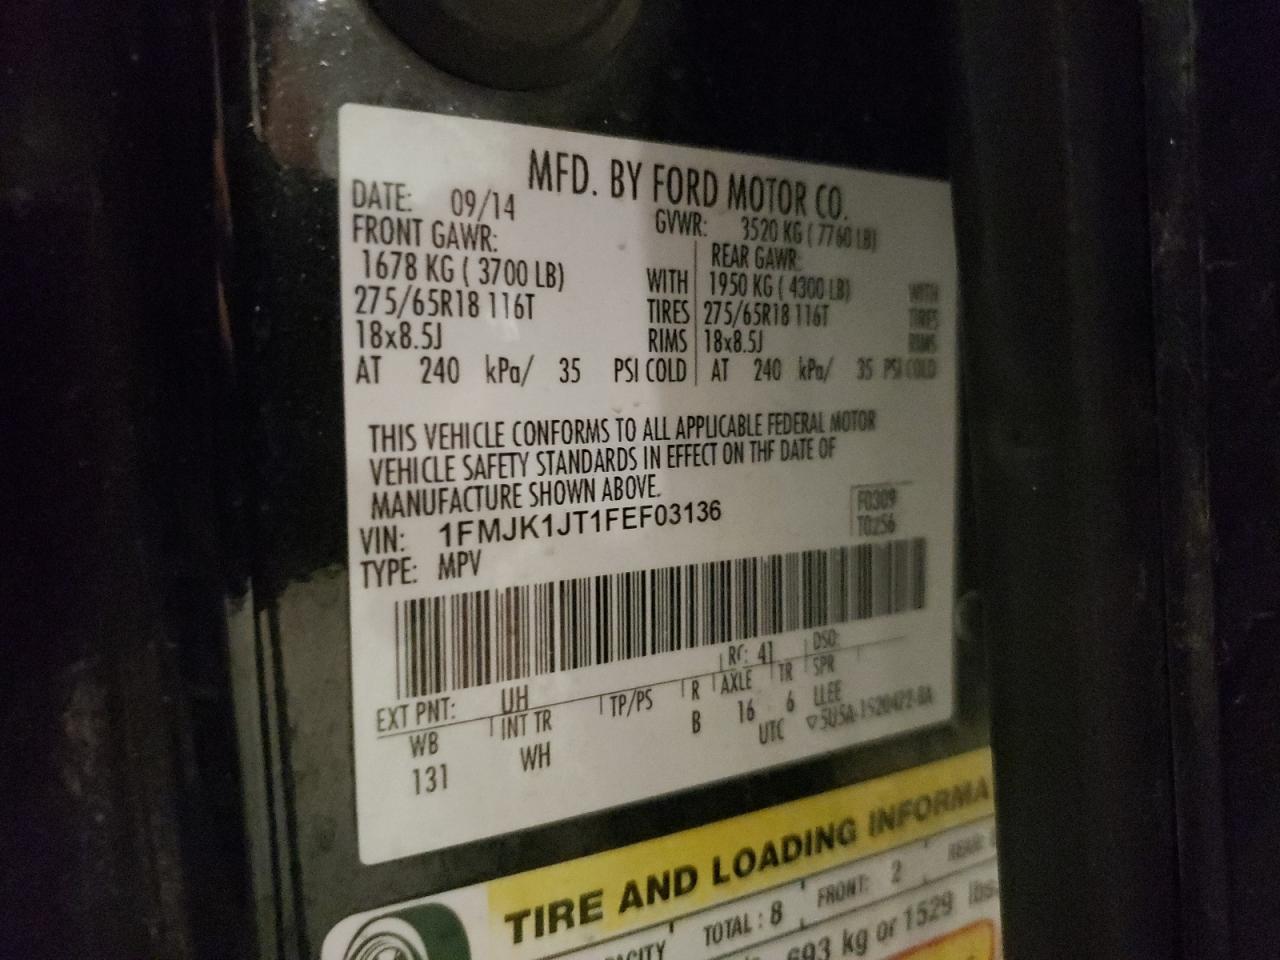 MFD. BY FORD MOTOR CO.
DATE: 09/14 GVWR: 3520 KG ( 7760 LB)
FRONT GAWR: REAR GAWR:
1678 KG ( 3700 LB) WITH 1950 KG ( 4300 LB) WITH
275/65R18 116T TIRES 275/65R18 116T TIRES
18x8.5J RIMS 18x8.5J RIMS
AT 240 kPa/ 35 PSI COLD AT 240 kPa/ 35 PSI COLD
THIS VEHICLE CONFORMS TO ALL APPLICABLE FEDERAL MOTOR
VEHICLE SAFETY STANDARDS IN EFFECT ON THE DATE OF
MANUFACTURE SHOWN ABOVE.
VIN: 1FMJK1JT1FEF03136 F0309
TYPE: MPV T0256
EXT PNT: UH RC: 41 DSO:
WB INT TR TP/PS R AXLE TR SPR
131 WH B 16 6 LLEE
UTC
TIRE AND LOADING INFORMA
TOTAL : 8 FRONT: 2
693 kg or 1529 lbs